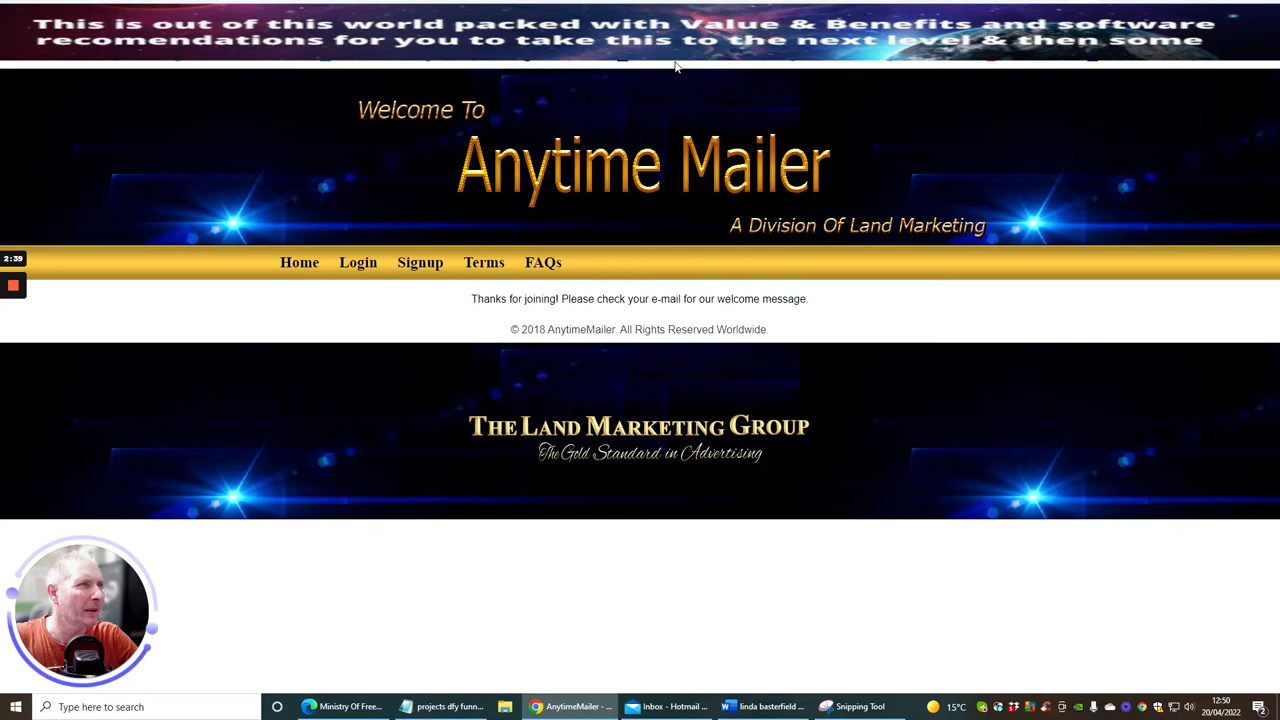 This is out of this world packed with Value & Benefits and software
recomendations for you to take this to the next level & then some
Welcome To
Anytime Mailer
A Division Of Land Marketing
2:39
Home Login Signup Terms FAQs
Thanks for joining! Please check your e-mail for our welcome message.
© 2018 AnytimeMailer. All Rights Reserved Worldwide.
THE LAND MARKETING GROUP
The Gold Standard in Advertising
Type here to search
Ministry Of Free...
projects dfy funn...
AnytimeMailer - ...
Inbox - Hotmail ...
linda basterfield ...
Snipping Tool
15°C
12:50
20/04/2022
2